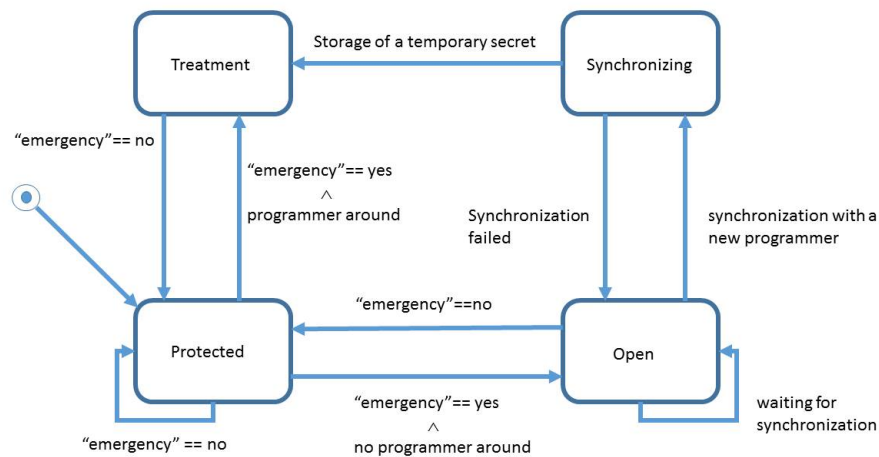 Storage of a temporary secret
Treatment
Synchronizing
“emergency”== no
“emergency”== yes
^
programmer around
Synchronization
failed
synchronization with a
new programmer
“emergency”==no
Protected
Open
“emergency”== yes
^
no programmer around
waiting for
synchronization
“emergency” == no